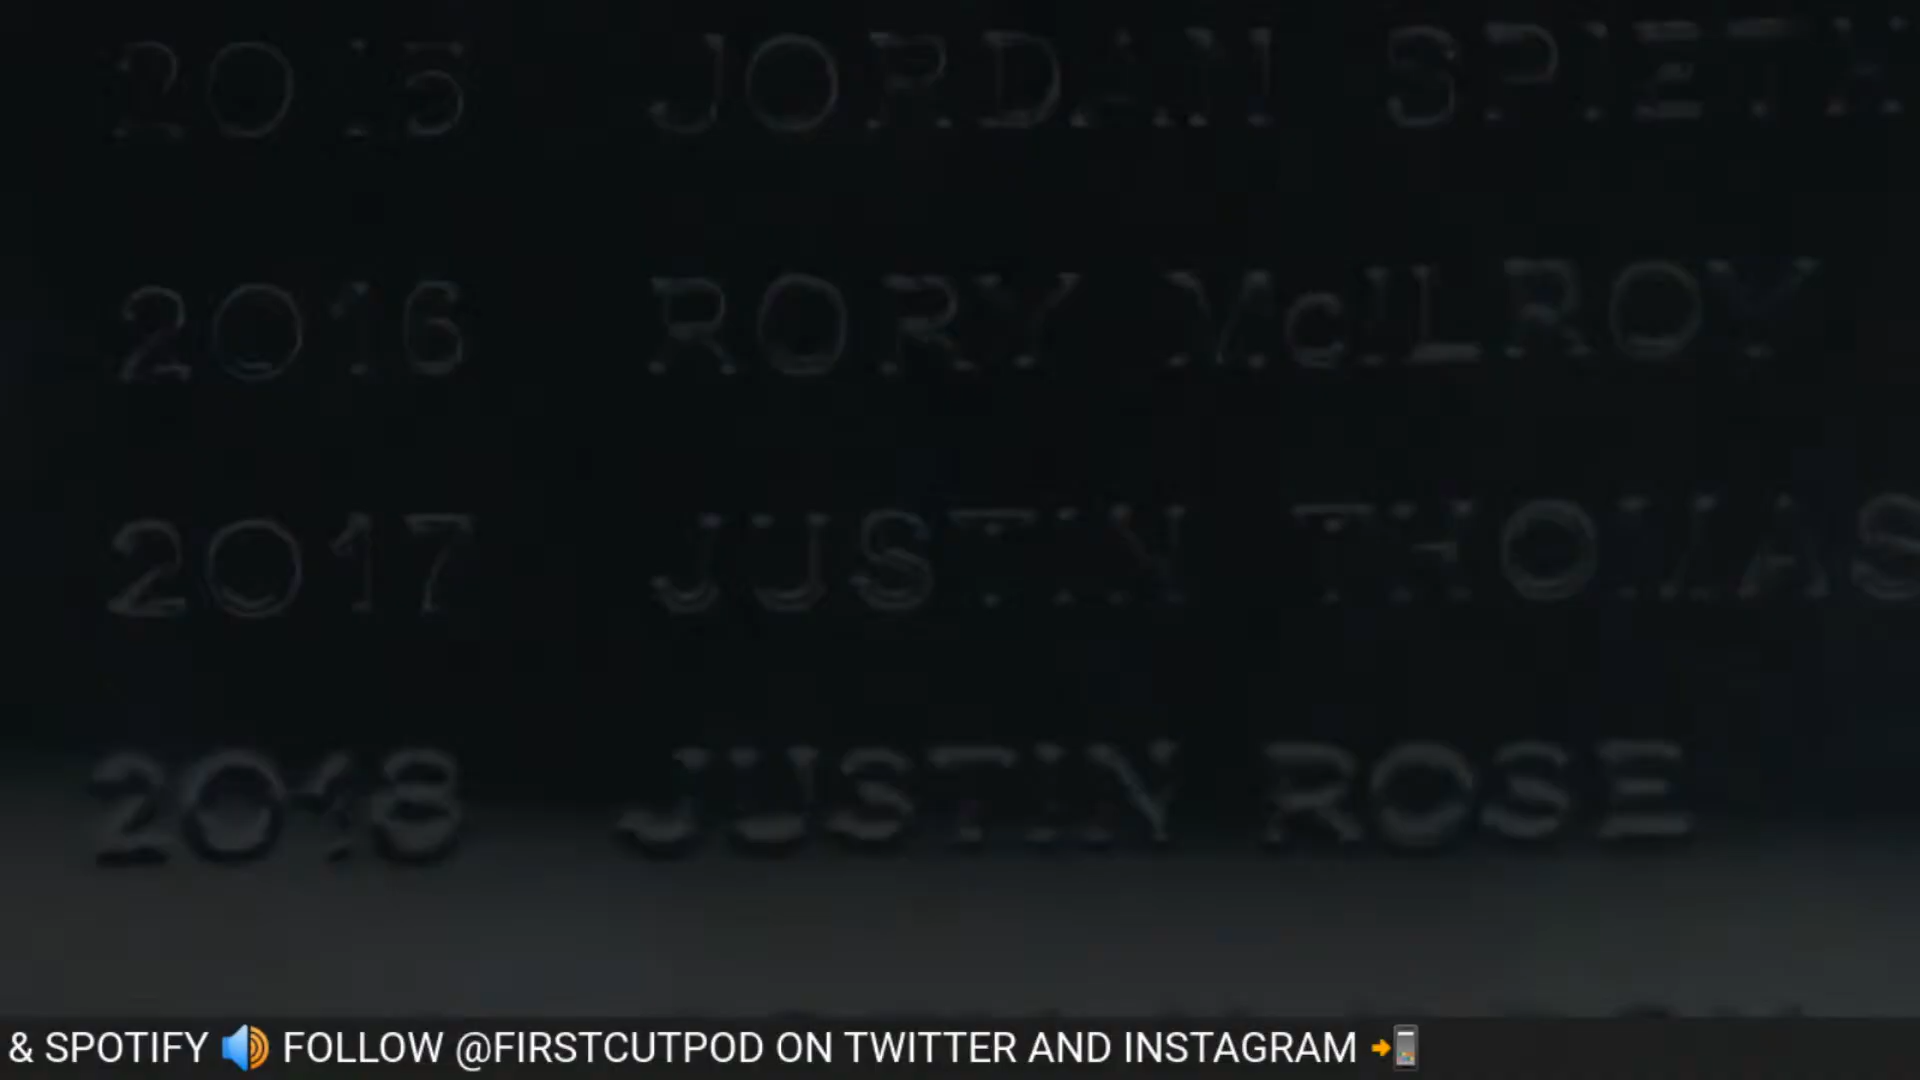 2015 JORDAN SPIETH
2016 RORY McILROY
2017 JUSTIN THOMAS
2018 JUSTIN ROSE
& SPOTIFY 🔊 FOLLOW @FIRSTCUTPOD ON TWITTER AND INSTAGRAM 📲